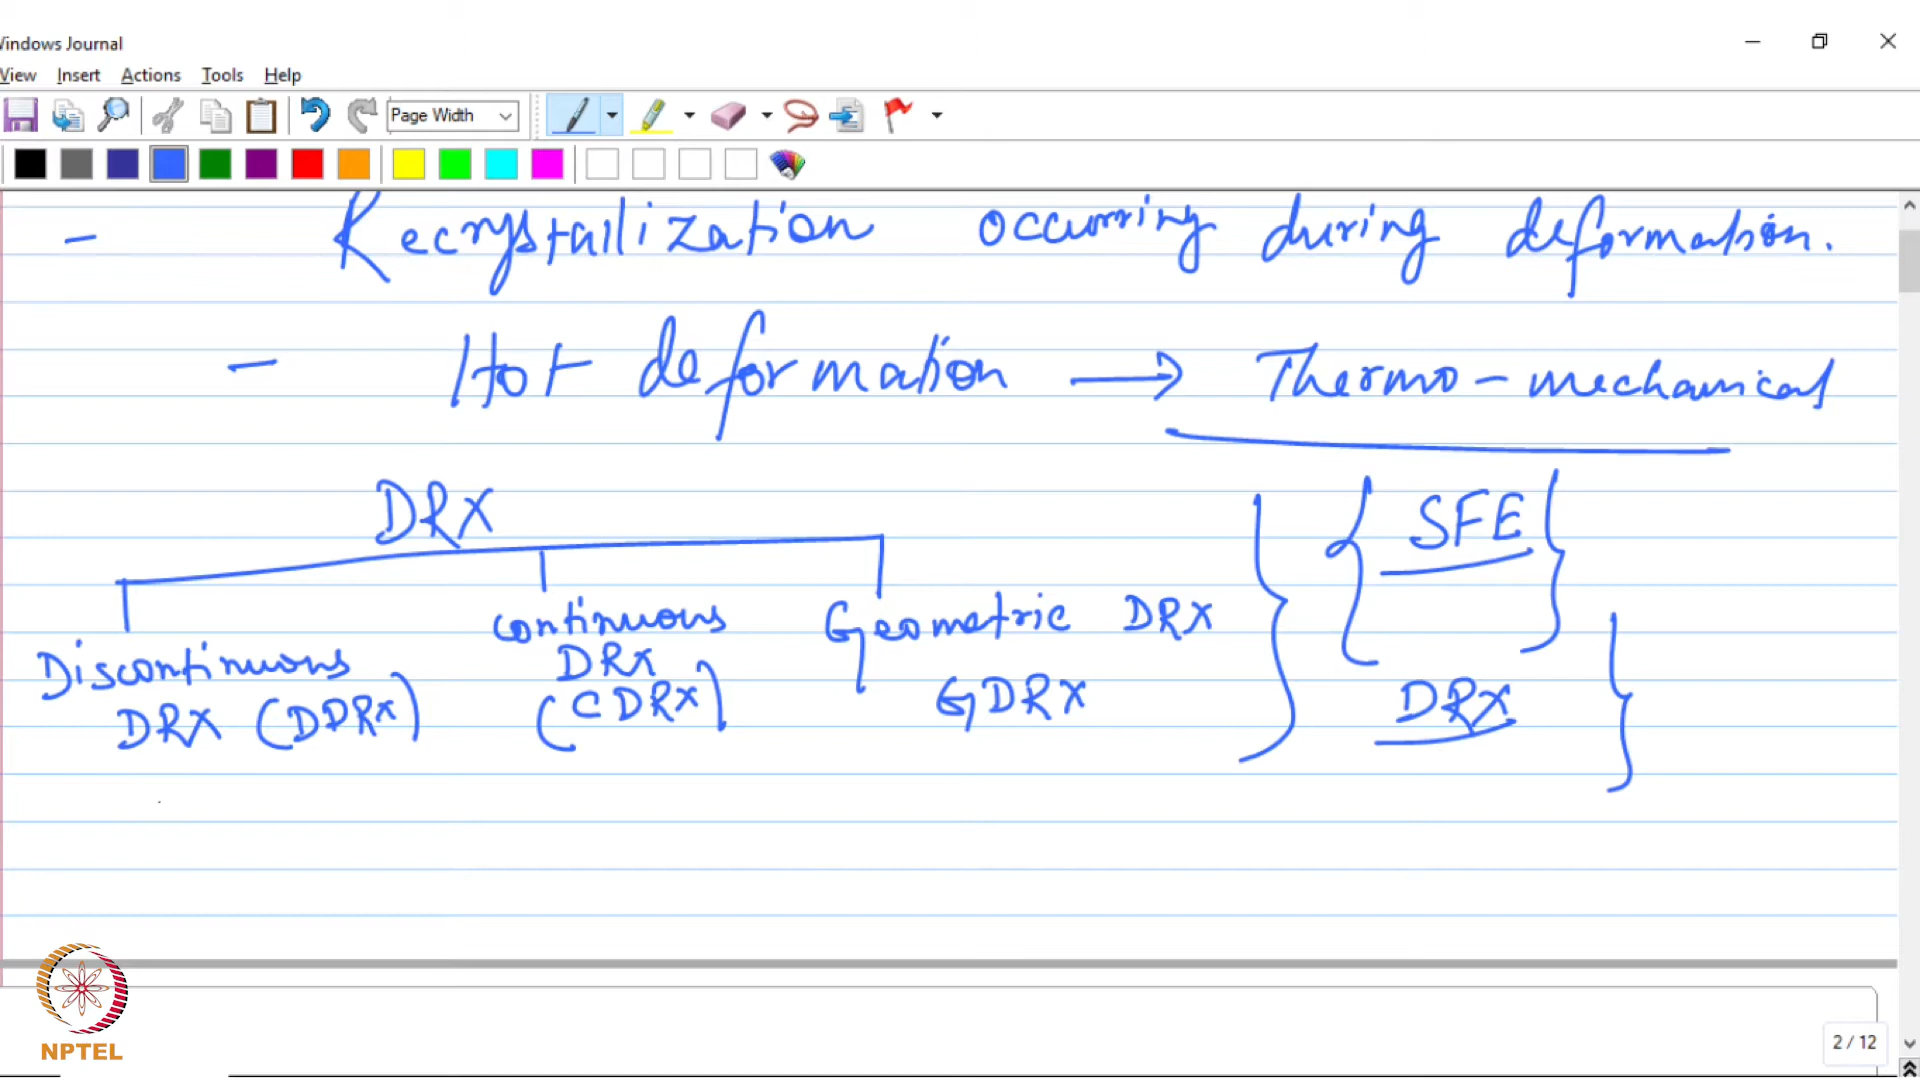 Windows Journal
View Insert Actions Tools Help
Page Width
- Recrystallization occurring during deformation.
- Hot deformation → Thermo-mechanical
DRX
SFE
Discontinuous DRX (DDRX)
continuous DRX (CDRX)
Geometric DRX
GDRX
DRX
NPTEL
2 / 12